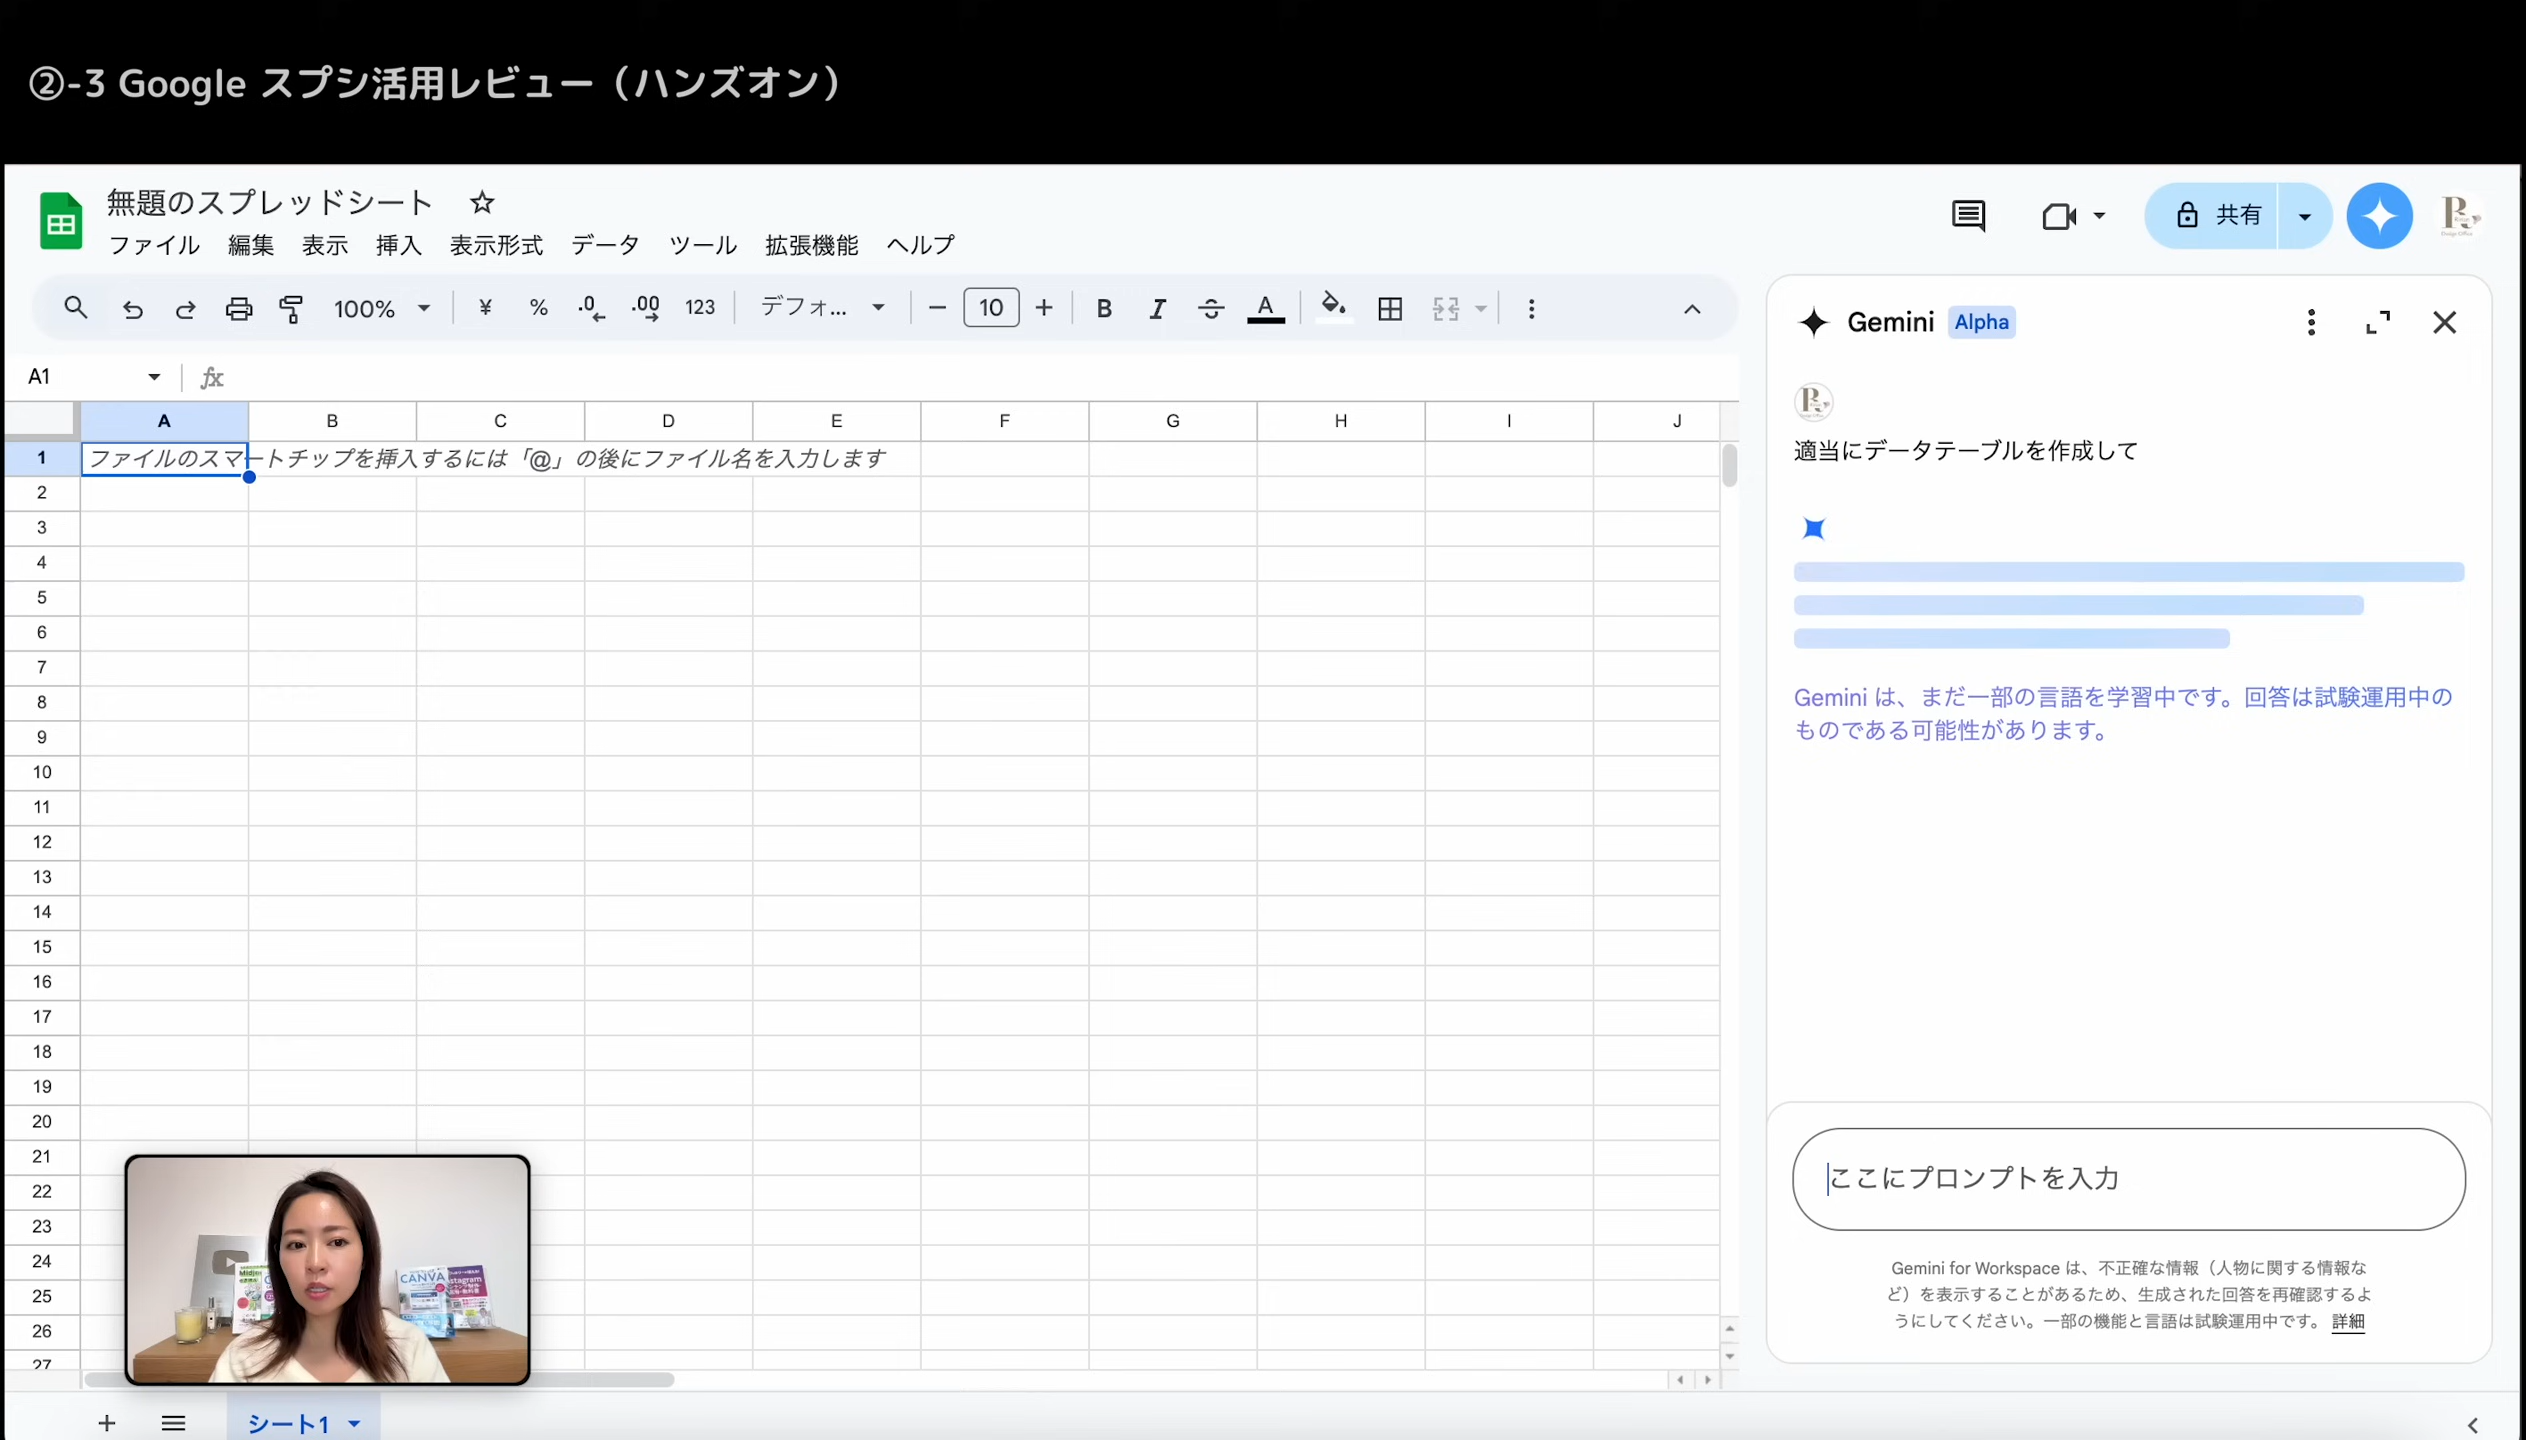 ②-3 Google スプシ活用レビュー（ハンズオン）
無題のスプレッドシート
ファイル 編集 表示 挿入 表示形式 データ ツール 拡張機能 ヘルプ
共有
100% ¥ % .0 .00 123 デフォ... 10 B I A
A1 fx
A B C D E F G H I J
1 ファイルのスマートチップを挿入するには「@」の後にファイル名を入力します
2
3
4
5
6
7
8
9
10
11
12
13
14
15
16
17
18
19
20
21
22
23
24
25
26
27
CANVA
シート1
Gemini Alpha
適当にデータテーブルを作成して
Gemini は、まだ一部の言語を学習中です。回答は試験運用中の
ものである可能性があります。
ここにプロンプトを入力
Gemini for Workspace は、不正確な情報（人物に関する情報な
ど）を表示することがあるため、生成された回答を再確認するよ
うにしてください。一部の機能と言語は試験運用中です。 詳細